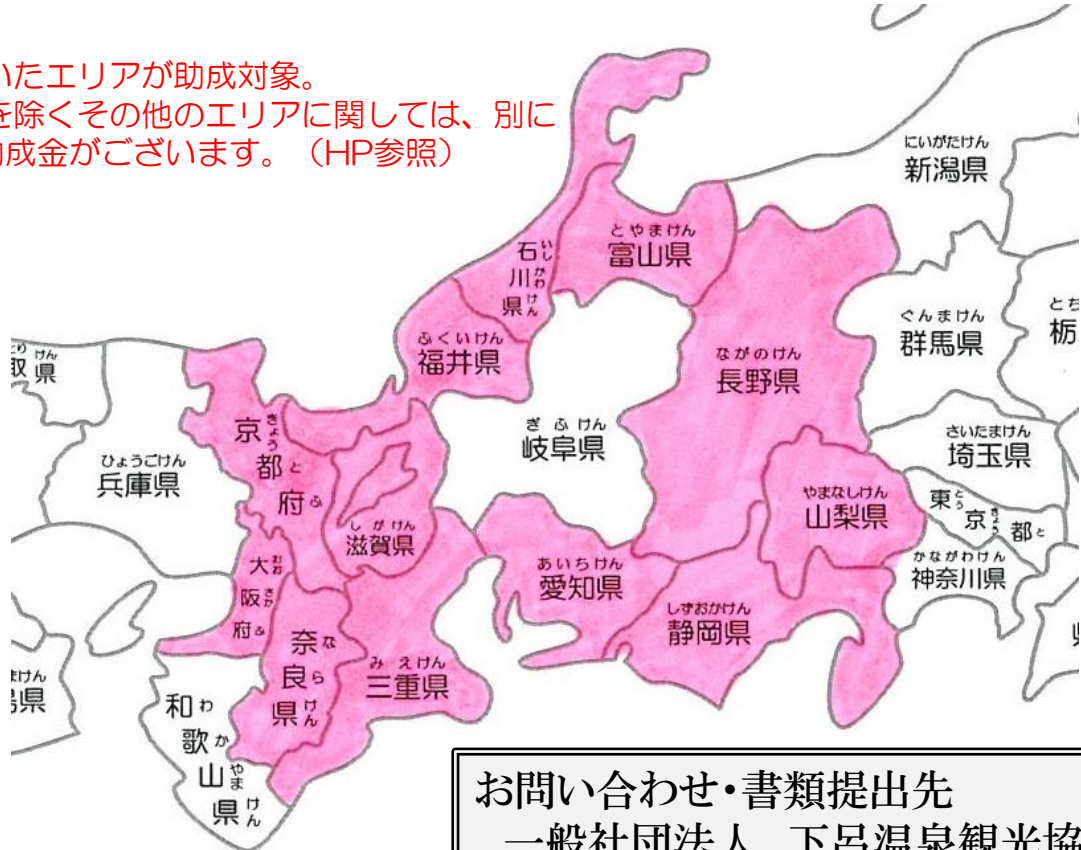 いたエリアが助成対象。
を除くその他のエリアに関しては、別に
助成金がございます。（HP参照）
にいがたけん
新潟県
とやまけん
富山県
いしかわけん
石川県
ぐんまけん
群馬県
とち
栃
ふくいけん
福井県
ながのけん
長野県
けん
取県
ぎふけん
岐阜県
さいたまけん
埼玉県
きょうとふ
京都府
ひょうごけん
兵庫県
やまなしけん
山梨県
とうきょうと
東京都
しがけん
滋賀県
かながわけん
神奈川県
おおさかふ
大阪府
あいちけん
愛知県
しずおかけん
静岡県
ならけん
奈良県
みえけん
三重県
けん
県
わかやまけん
和歌山県
お問い合わせ・書類提出先
一般社団法人　下呂温泉観光協